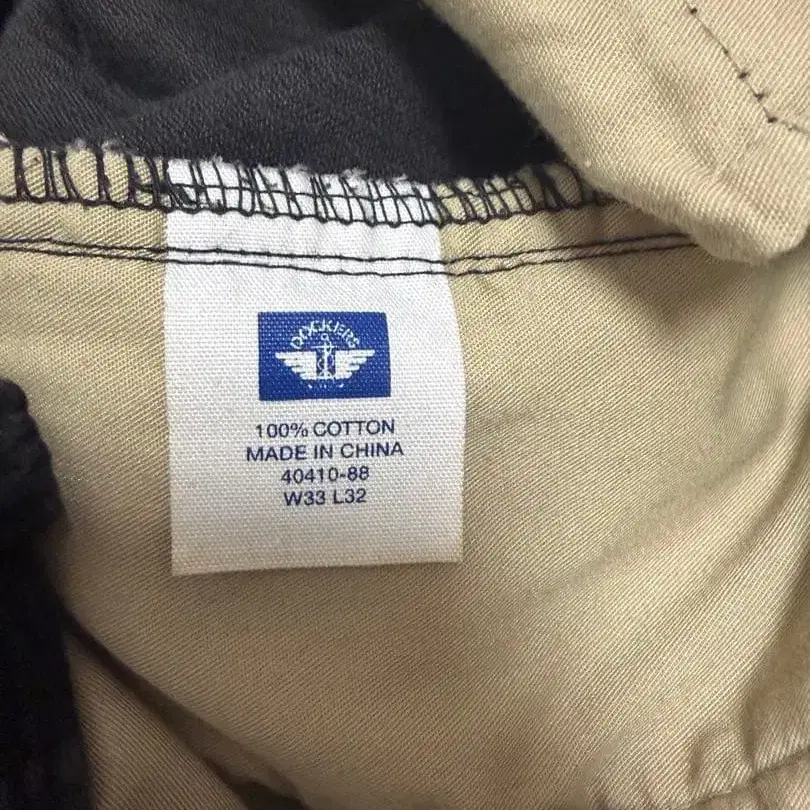 DOCKERS
100% COTTON
MADE IN CHINA
40410-88
W33 L32